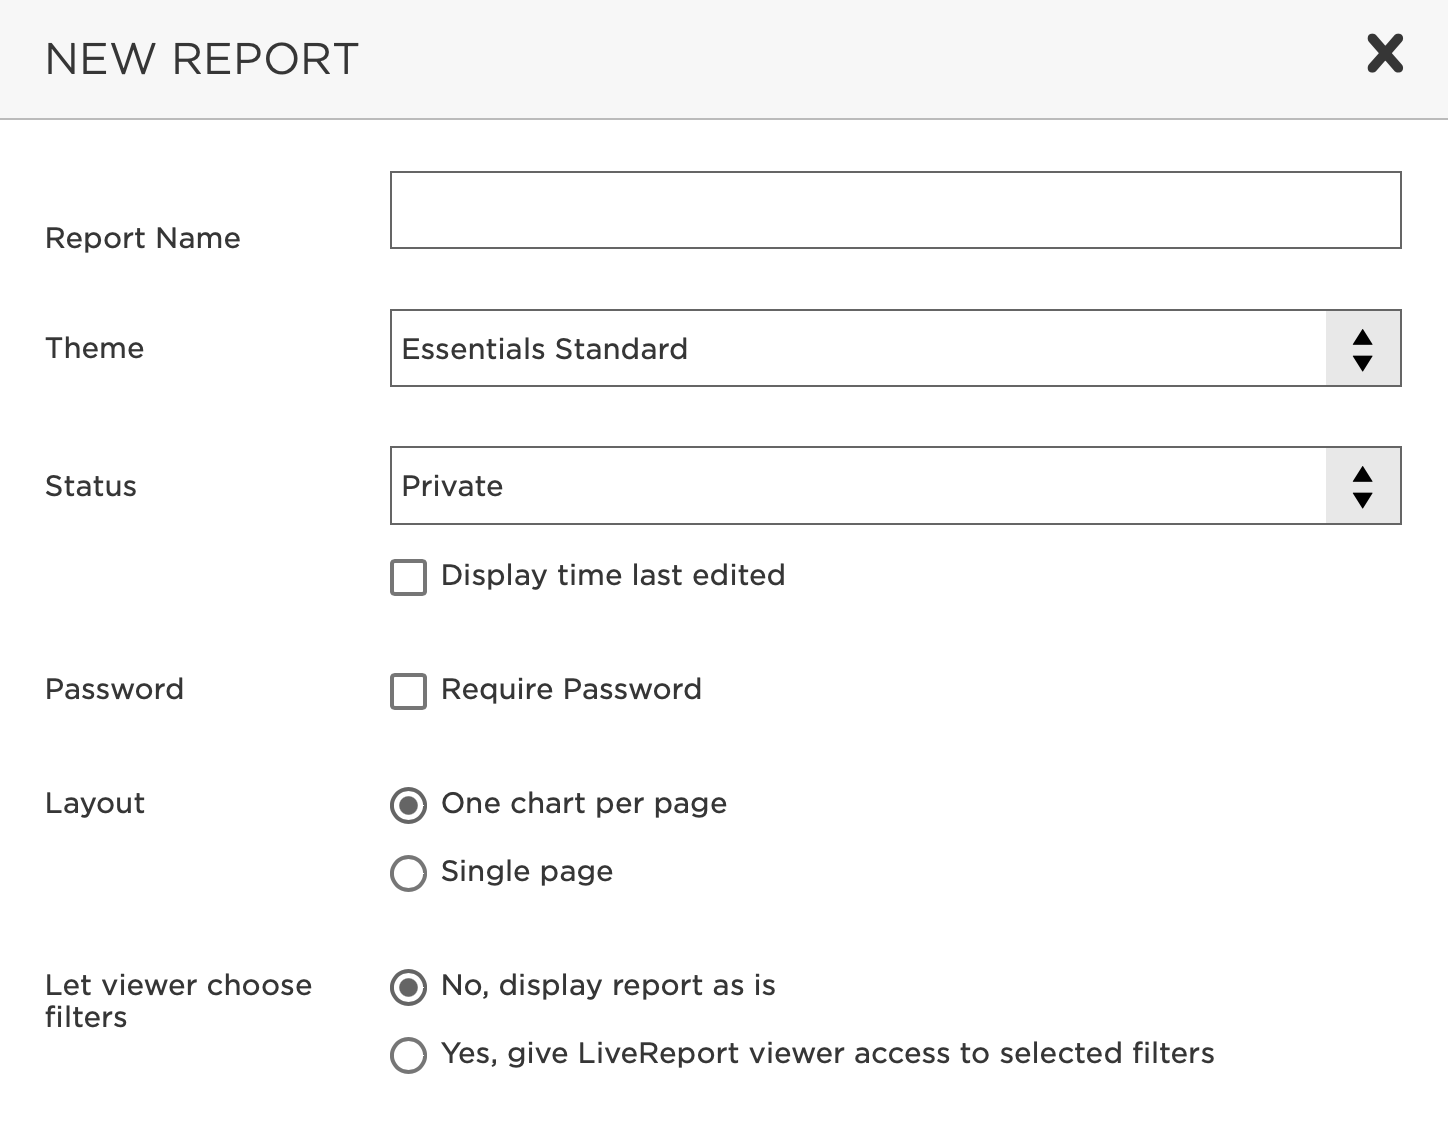 NEW REPORT
Report Name
Theme
Essentials Standard
Status
Private
Display time last edited
Password
Require Password
Layout
One chart per page
Single page
Let viewer choose
filters
No, display report as is
Yes, give LiveReport viewer access to selected filters